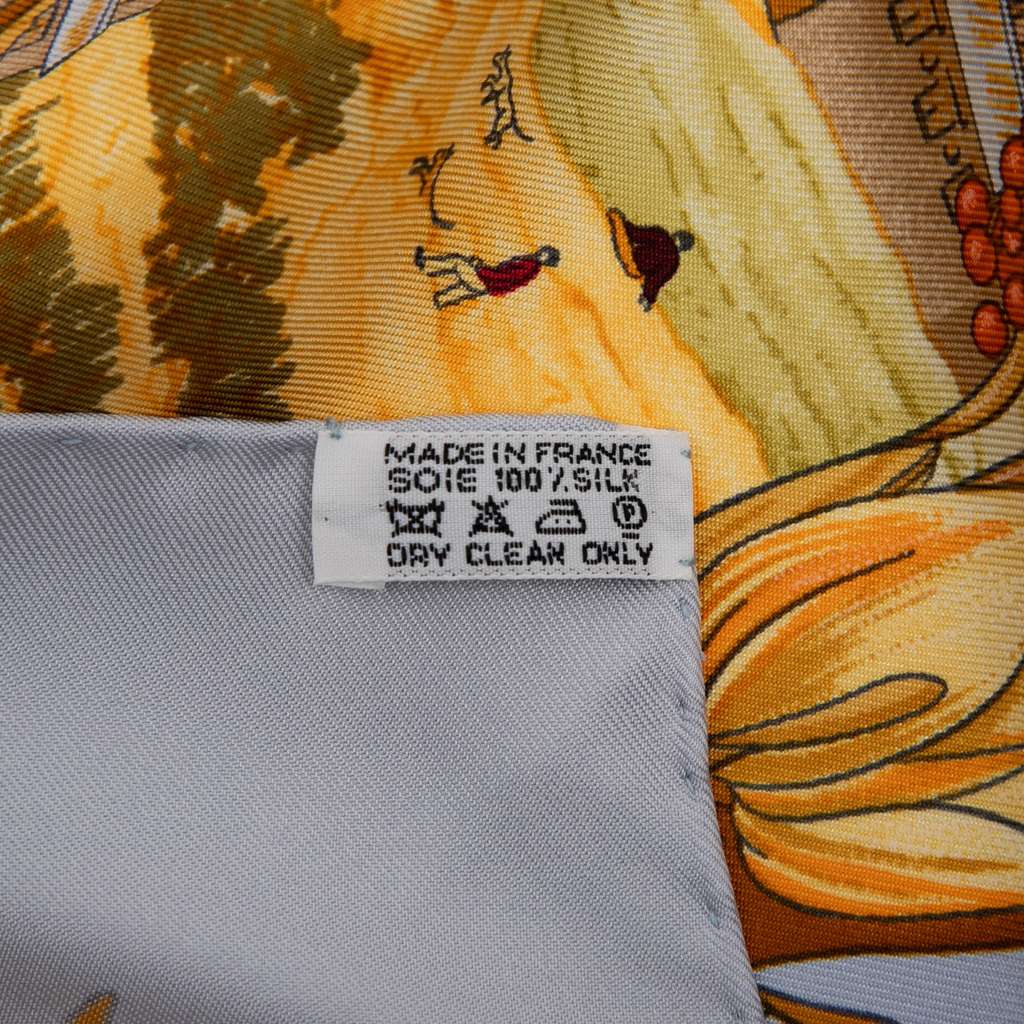 MADE IN FRANCE
SOIE 100% SILK
P
DRY CLEAN ONLY